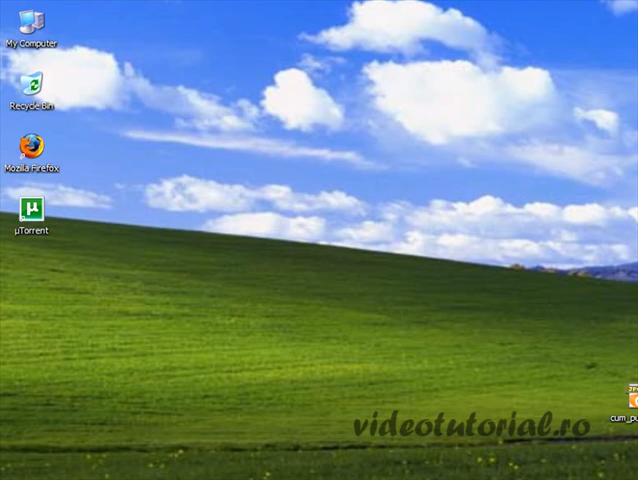 My Computer
Recycle Bin
Mozilla Firefox
µ
µTorrent
cum_pu
videotutorial.ro